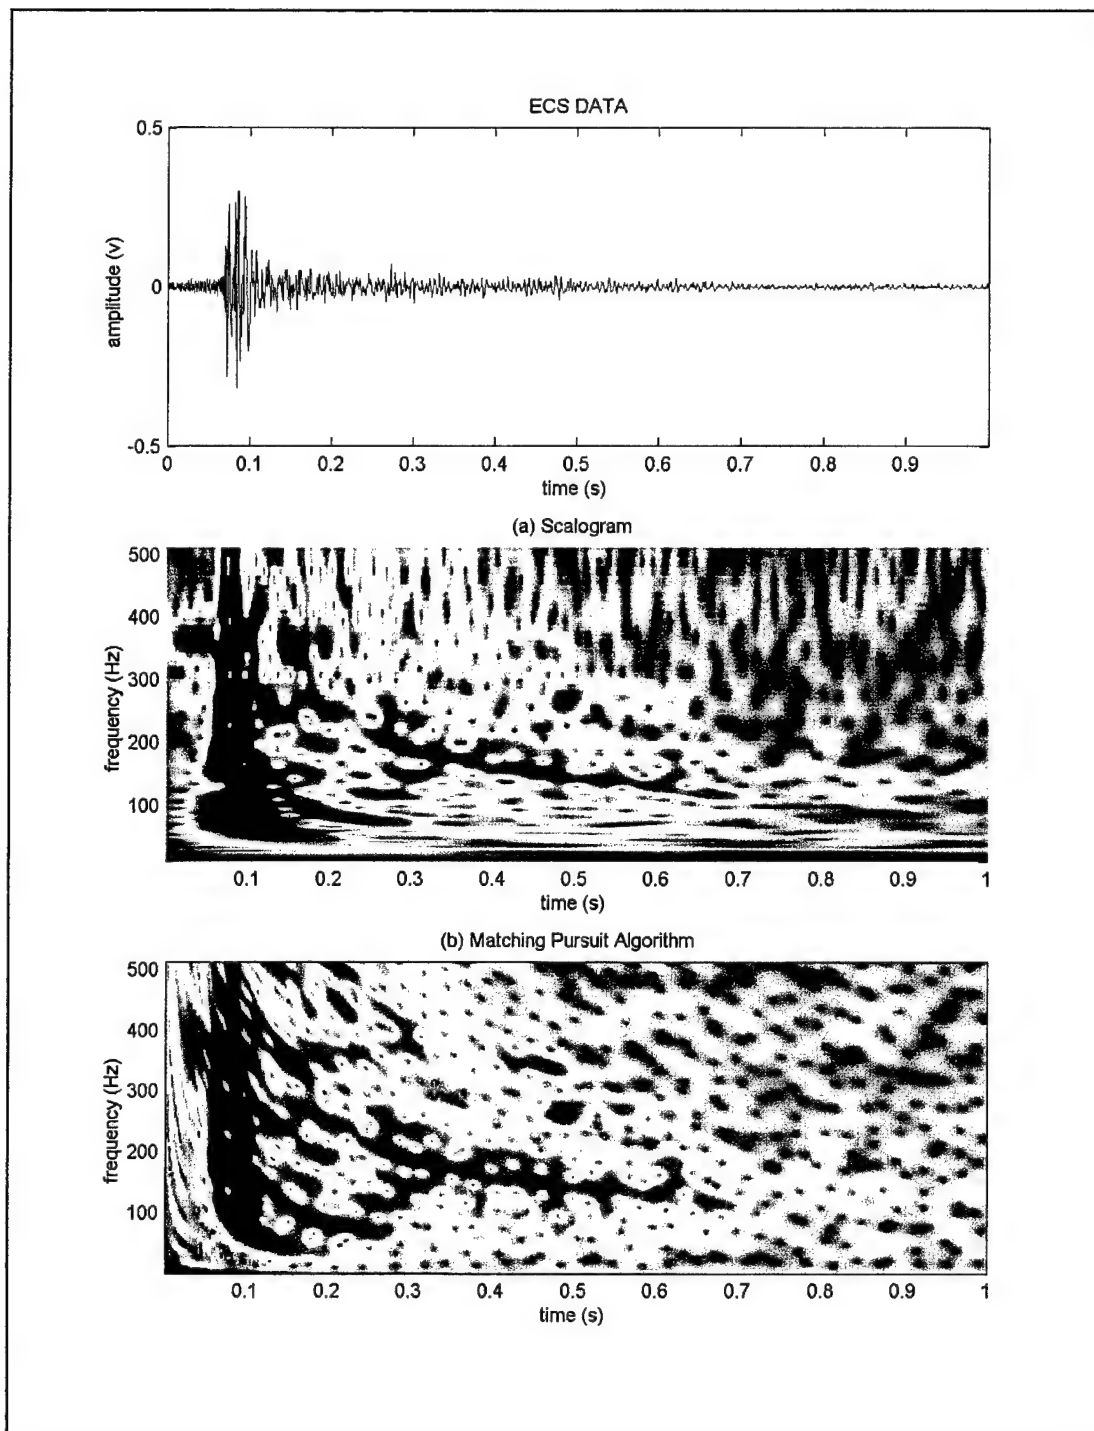 ECS DATA
0.5
0
-0.5
amplitude (v)
0 0.1 0.2 0.3 0.4 0.5 0.6 0.7 0.8 0.9
time (s)
(a) Scalogram
500
400
300
200
100
frequency (Hz)
0.1 0.2 0.3 0.4 0.5 0.6 0.7 0.8 0.9 1
time (s)
(b) Matching Pursuit Algorithm
500
400
300
200
100
frequency (Hz)
0.1 0.2 0.3 0.4 0.5 0.6 0.7 0.8 0.9 1
time (s)